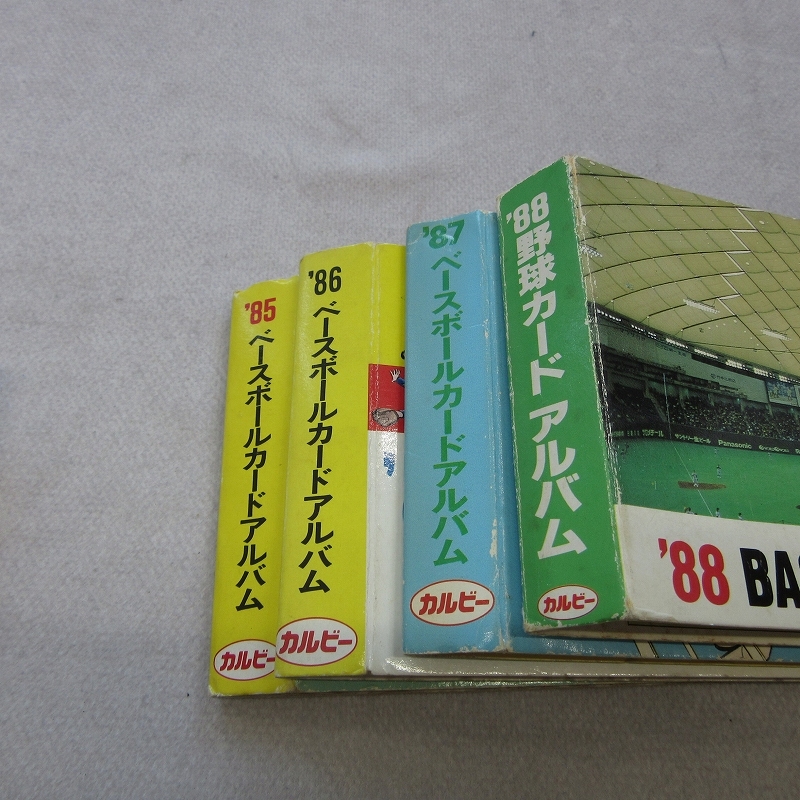 '85 ベースボールカードアルバム
カルビー
'86 ベースボールカードアルバム
カルビー
'87 ベースボールカードアルバム
カルビー
'88 野球カード アルバム
カルビー
Panasonic
'88 BAS